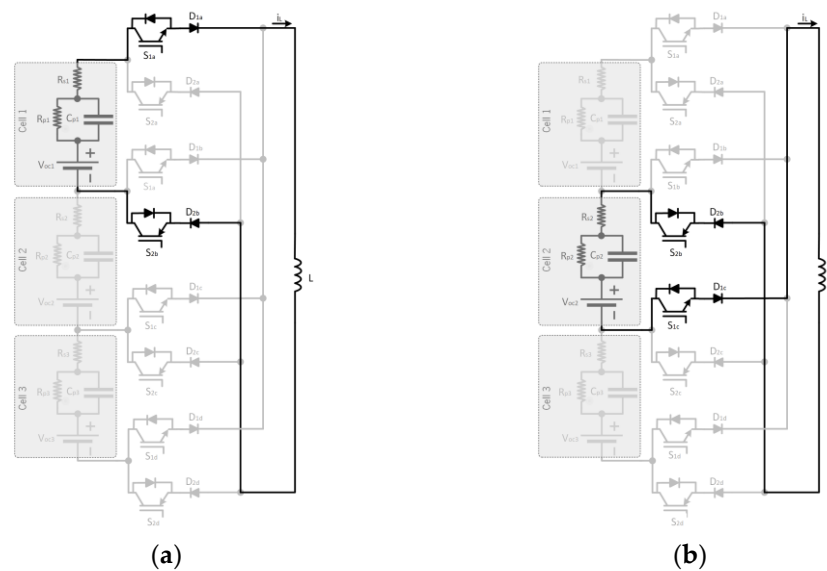 D1a
iL
S1a
D2a
S2a
Cell 1
Rs1
Rp1
Cp1
Voc1
+
D1b
S1b
D2b
S2b
Cell 2
Rs2
Rp2
Cp2
Voc2
+
L
D1c
S1c
D2c
S2c
Cell 3
Rs3
Rp3
Cp3
Voc3
+
D1d
S1d
D2d
S2d
(a)
D1a
iL
S1a
D2a
S2a
Cell 1
Rs1
Rp1
Cp1
Voc1
+
D1b
S1b
D2b
S2b
Cell 2
Rs2
Rp2
Cp2
Voc2
+
D1c
S1c
D2c
S2c
Cell 3
Rs3
Rp3
Cp3
Voc3
+
D1d
S1d
D2d
S2d
(b)